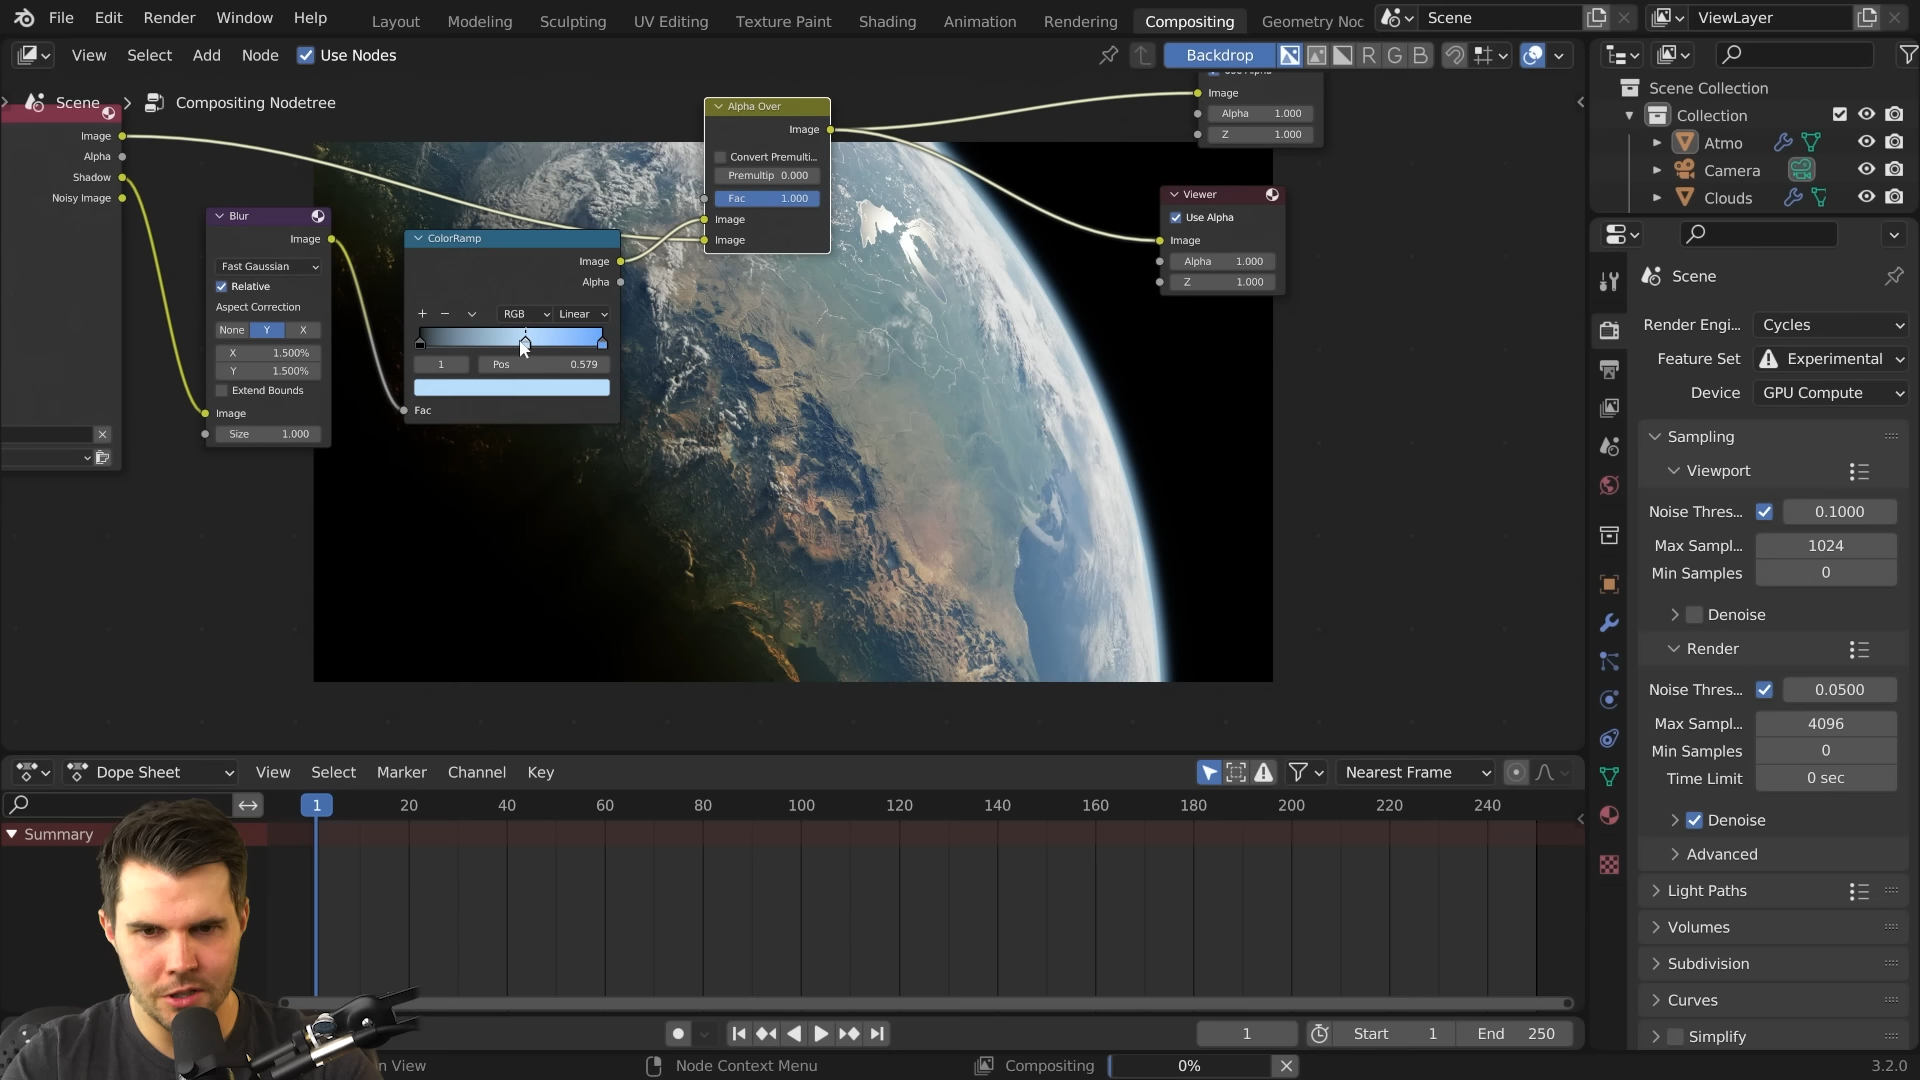 File Edit Render Window Help
Layout Modeling Sculpting UV Editing Texture Paint Shading Animation Rendering Compositing Geometry Noc
Scene
ViewLayer
View Select Add Node Use Nodes
Backdrop R G B
Scene > Compositing Nodetree
Image
Alpha
Shadow
Noisy Image
Blur
Image
Fast Gaussian
Relative
Aspect Correction
None Y X
X 1.500%
Y 1.500%
Extend Bounds
Image
Size 1.000
ColorRamp
Image
Alpha
+ − RGB Linear
1 Pos 0.579
Fac
Alpha Over
Image
Convert Premulti...
Premultip 0.000
Fac 1.000
Image
Image
Use Alpha
Image
Alpha 1.000
Z 1.000
Viewer
Use Alpha
Image
Alpha 1.000
Z 1.000
Scene Collection
Collection
Atmo
Camera
Clouds
Scene
Render Engi... Cycles
Feature Set Experimental
Device GPU Compute
Sampling
Viewport
Noise Thres... 0.1000
Max Sampl... 1024
Min Samples 0
Denoise
Render
Noise Thres... 0.0500
Max Sampl... 4096
Min Samples 0
Time Limit 0 sec
Denoise
Advanced
Light Paths
Volumes
Subdivision
Curves
Simplify
Dope Sheet View Select Marker Channel Key Nearest Frame
1 20 40 60 80 100 120 140 160 180 200 220 240
Summary
1 Start 1 End 250
n View Node Context Menu Compositing 0% 3.2.0